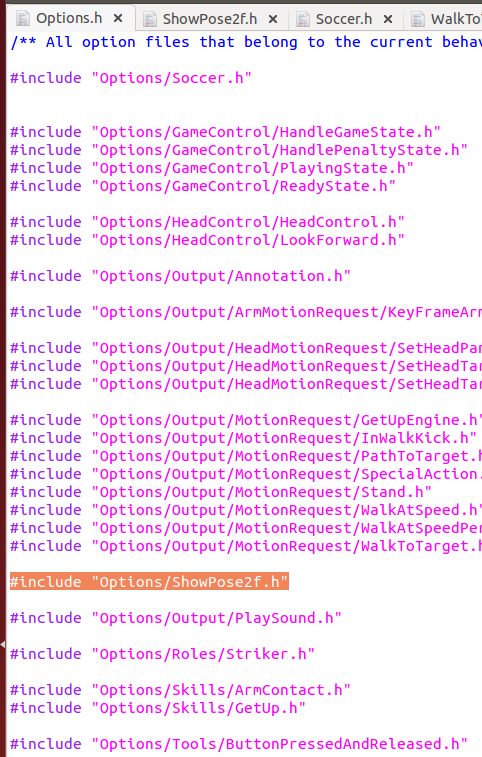 Options.h × ShowPose2f.h × Soccer.h × WalkTo
/** All option files that belong to the current behav
#include "Options/Soccer.h"
#include "Options/GameControl/HandleGameState.h"
#include "Options/GameControl/HandlePenaltyState.h"
#include "Options/GameControl/PlayingState.h"
#include "Options/GameControl/ReadyState.h"
#include "Options/HeadControl/HeadControl.h"
#include "Options/HeadControl/LookForward.h"
#include "Options/Output/Annotation.h"
#include "Options/Output/ArmMotionRequest/KeyFrameArm
#include "Options/Output/HeadMotionRequest/SetHeadPan
#include "Options/Output/HeadMotionRequest/SetHeadTar
#include "Options/Output/HeadMotionRequest/SetHeadTar
#include "Options/Output/MotionRequest/GetUpEngine.h"
#include "Options/Output/MotionRequest/InWalkKick.h"
#include "Options/Output/MotionRequest/PathToTarget.h
#include "Options/Output/MotionRequest/SpecialAction.
#include "Options/Output/MotionRequest/Stand.h"
#include "Options/Output/MotionRequest/WalkAtSpeed.h"
#include "Options/Output/MotionRequest/WalkAtSpeedPer
#include "Options/Output/MotionRequest/WalkToTarget.h
#include "Options/ShowPose2f.h"
#include "Options/Output/PlaySound.h"
#include "Options/Roles/Striker.h"
#include "Options/Skills/ArmContact.h"
#include "Options/Skills/GetUp.h"
#include "Options/Tools/ButtonPressedAndReleased.h"